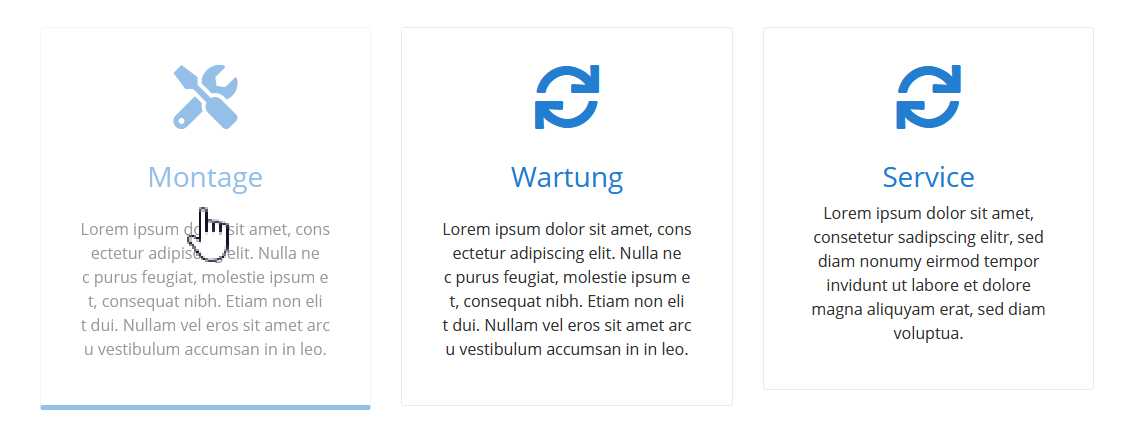 Montage
Lorem ipsum dolor sit amet, cons
ectetur adipiscing elit. Nulla ne
c purus feugiat, molestie ipsum e
t, consequat nibh. Etiam non eli
t dui. Nullam vel eros sit amet arc
u vestibulum accumsan in in leo.
Wartung
Lorem ipsum dolor sit amet, cons
ectetur adipiscing elit. Nulla ne
c purus feugiat, molestie ipsum e
t, consequat nibh. Etiam non eli
t dui. Nullam vel eros sit amet arc
u vestibulum accumsan in in leo.
Service
Lorem ipsum dolor sit amet,
consetetur sadipscing elitr, sed
diam nonumy eirmod tempor
invidunt ut labore et dolore
magna aliquyam erat, sed diam
voluptua.